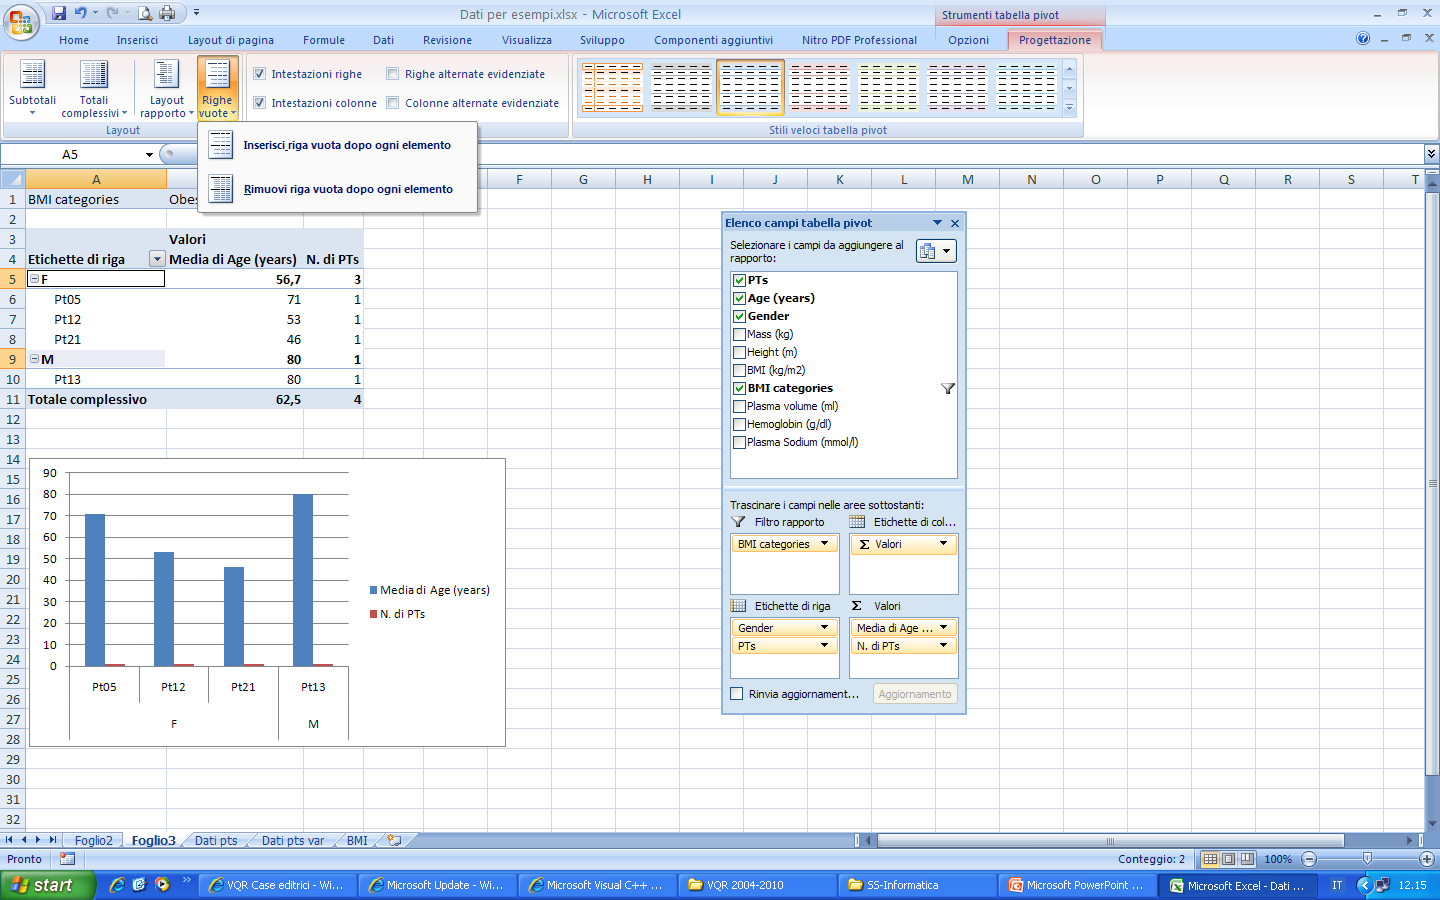 Dati per esempi.xlsx - Microsoft Excel
Strumenti tabella pivot
Home Inserisci Layout di pagina Formule Dati Revisione Visualizza Sviluppo Componenti aggiuntivi Nitro PDF Professional Opzioni Progettazione
Subtotali
Totali complessivi
Layout rapporto
Righe vuote
Layout
Intestazioni righe
Righe alternate evidenziate
Intestazioni colonne
Colonne alternate evidenziate
Stili veloci tabella pivot
Inserisci riga vuota dopo ogni elemento
Rimuovi riga vuota dopo ogni elemento
A5
A F G H I J K L M N O P Q R S T
1 BMI categories Obes
2
3 Valori
4 Etichette di riga Media di Age (years) N. di PTs
5 F 56,7 3
6 Pt05 71 1
7 Pt12 53 1
8 Pt21 46 1
9 M 80 1
10 Pt13 80 1
11 Totale complessivo 62,5 4
12
13
14
15
16
17
18
19
20
21
22
23
24
25
26
27
28
29
30
31
32
90
80
70
60
50
40
30
20
10
0
Pt05 Pt12 Pt21 Pt13
F M
Media di Age (years)
N. di PTs
Elenco campi tabella pivot
Selezionare i campi da aggiungere al
rapporto:
PTs
Age (years)
Gender
Mass (kg)
Height (m)
BMI (kg/m2)
BMI categories
Plasma volume (ml)
Hemoglobin (g/dl)
Plasma Sodium (mmol/l)
Trascinare i campi nelle aree sottostanti:
Filtro rapporto Etichette di col...
BMI categories Σ Valori
Etichette di riga Σ Valori
Gender Media di Age ...
PTs N. di PTs
Rinvia aggiornament... Aggiornamento
Foglio2 Foglio3 Dati pts Dati pts var BMI
Pronto Conteggio: 2 100%
start VQR Case editrici - Wi... Microsoft Update - Wi... Microsoft Visual C++ ... VQR 2004-2010 SS-Informatica Microsoft PowerPoint ... Microsoft Excel - Dati ... IT 12.15